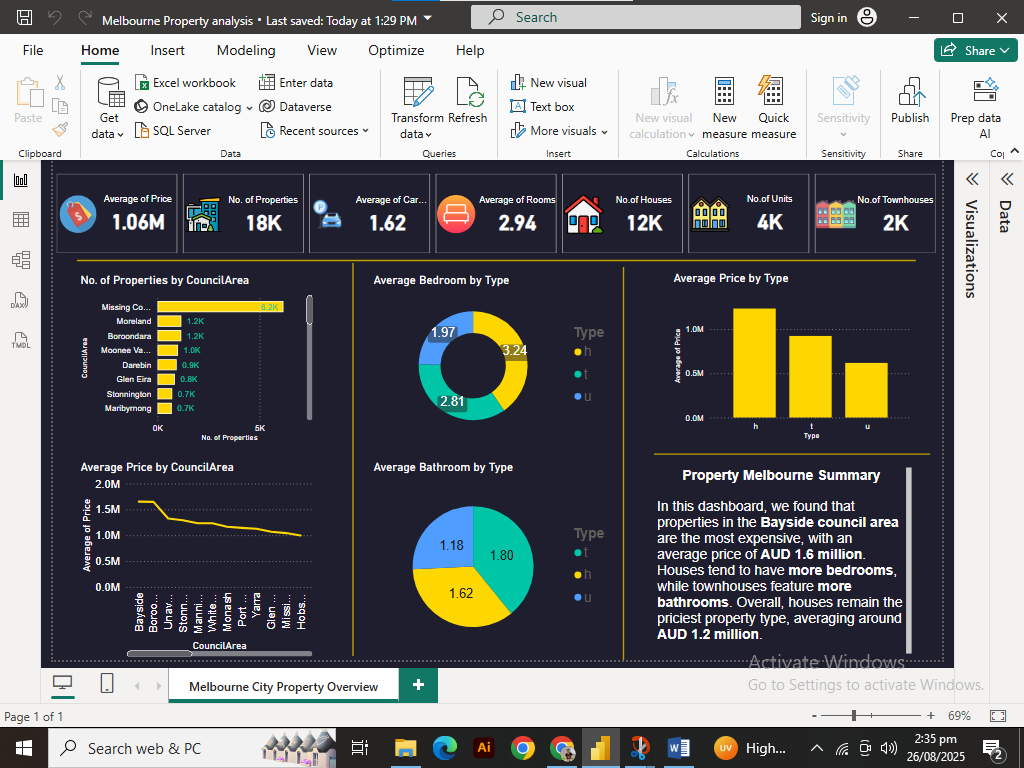 Melbourne Property analysis • Last saved: Today at 1:29 PM
Search
Sign in
File Home Insert Modeling View Optimize Help
Share
Paste
Clipboard
Get data
Excel workbook
OneLake catalog
SQL Server
Enter data
Dataverse
Recent sources
Data
Transform data
Refresh
Queries
New visual
Text box
More visuals
Insert
New visual calculation
New measure
Quick measure
Calculations
Sensitivity
Sensitivity
Publish
Share
Prep data AI
Co
DAX
TMDL
Average of Price
1.06M
No. of Properties
18K
Average of Car...
1.62
Average of Rooms
2.94
No.of Houses
12K
No.of Units
4K
No.of Townhouses
2K
Visualizations
Data
No. of Properties by CouncilArea
CouncilArea
Missing Co... 6.2K
Moreland 1.2K
Boroondara 1.2K
Moonee Va... 1.0K
Darebin 0.9K
Glen Eira 0.8K
Stonnington 0.7K
Maribyrnong 0.7K
0K 5K
No. of Properties
Average Bedroom by Type
1.97
3.24
2.81
Type
h
t
u
Average Price by Type
Average of Price
1.0M
0.5M
0.0M
h t u
Type
Average Price by CouncilArea
Average of Price
2.0M
1.5M
1.0M
0.5M
0.0M
Bayside
Boroo...
Unav...
Stonn...
Manni...
White...
Monash
Port ...
Yarra
Glen ...
Missi...
Hobs...
CouncilArea
Average Bathroom by Type
1.18
1.80
1.62
Type
t
h
u
Property Melbourne Summary
In this dashboard, we found that
properties in the Bayside council area
are the most expensive, with an
average price of AUD 1.6 million.
Houses tend to have more bedrooms,
while townhouses feature more
bathrooms. Overall, houses remain the
priciest property type, averaging around
AUD 1.2 million.
Activate Windows
Go to Settings to activate Windows.
Melbourne City Property Overview
+
Page 1 of 1
- + 69%
Search web & PC
Ai
W
UV
High...
2:35 pm
26/08/2025
2